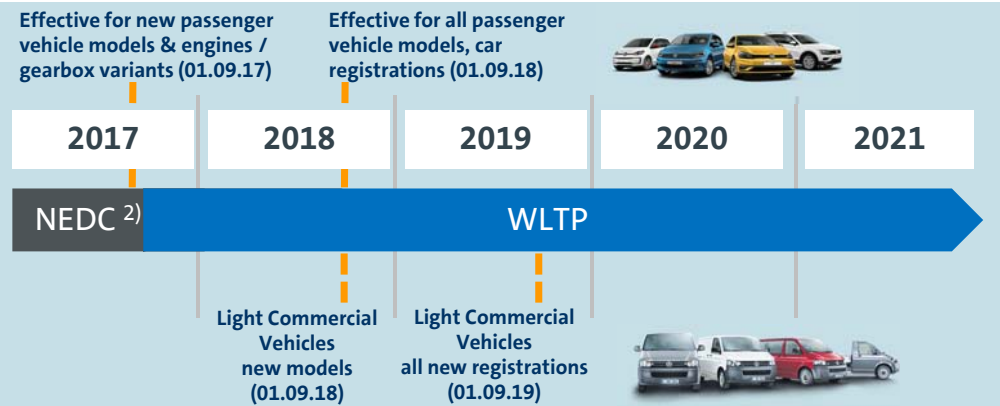 Effective for new passenger
vehicle models & engines /
gearbox variants (01.09.17)
Effective for all passenger
vehicle models, car
registrations (01.09.18)
2017
2018
2019
2020
2021
NEDC 2)
WLTP
Light Commercial
Vehicles
new models
(01.09.18)
Light Commercial
Vehicles
all new registrations
(01.09.19)